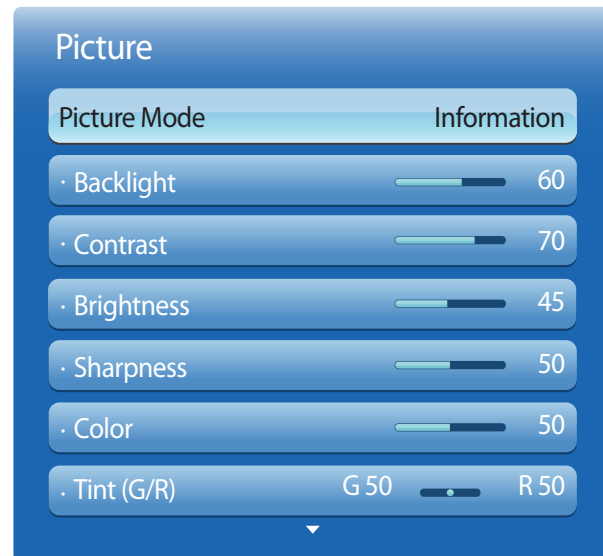 Picture
Picture Mode Information
· Backlight 60
· Contrast 70
· Brightness 45
· Sharpness 50
· Color 50
· Tint (G/R) G 50 R 50